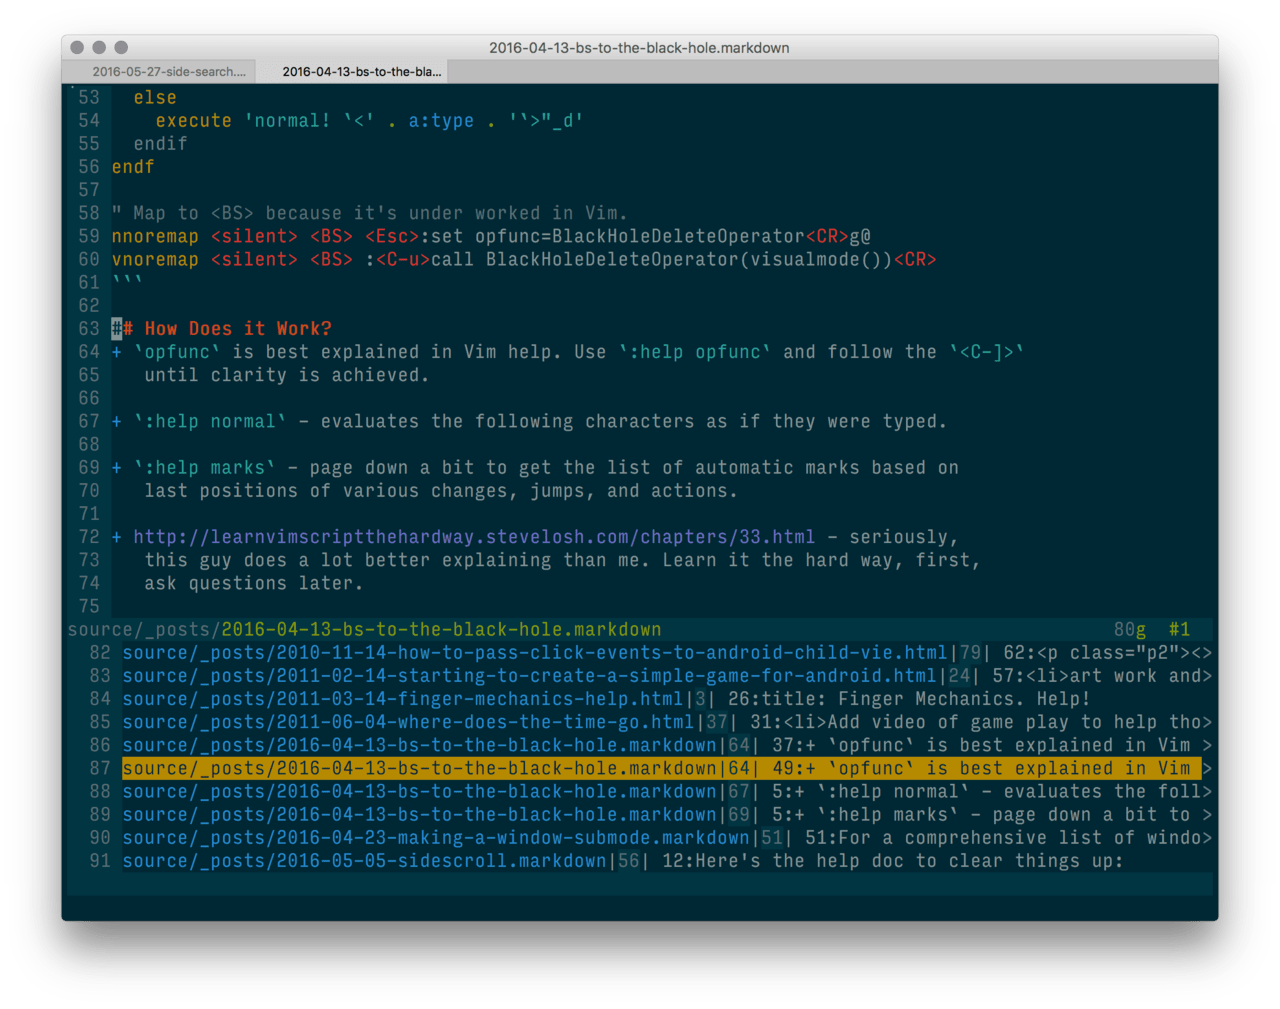 2016-04-13-bs-to-the-black-hole.markdown
2016-05-27-side-search.... 2016-04-13-bs-to-the-bla...
53 else
54 execute 'normal! `<' . a:type . '`>"_d'
55 endif
56 endf
57
58 " Map to <BS> because it's under worked in Vim.
59 nnoremap <silent> <BS> <Esc>:set opfunc=BlackHoleDeleteOperator<CR>g@
60 vnoremap <silent> <BS> :<C-u>call BlackHoleDeleteOperator(visualmode())<CR>
61 ```
62
63 ## How Does it Work?
64 + `opfunc` is best explained in Vim help. Use `:help opfunc` and follow the `<C-]>`
65 until clarity is achieved.
66
67 + `:help normal` - evaluates the following characters as if they were typed.
68
69 + `:help marks` - page down a bit to get the list of automatic marks based on
70 last positions of various changes, jumps, and actions.
71
72 + http://learnvimscriptthehardway.stevelosh.com/chapters/33.html - seriously,
73 this guy does a lot better explaining than me. Learn it the hard way, first,
74 ask questions later.
75
source/_posts/2016-04-13-bs-to-the-black-hole.markdown 80g #1
82 source/_posts/2010-11-14-how-to-pass-click-events-to-android-child-vie.html|79| 62:<p class="p2"><>
83 source/_posts/2011-02-14-starting-to-create-a-simple-game-for-android.html|24| 57:<li>art work and>
84 source/_posts/2011-03-14-finger-mechanics-help.html|3| 26:title: Finger Mechanics. Help!
85 source/_posts/2011-06-04-where-does-the-time-go.html|37| 31:<li>Add video of game play to help tho>
86 source/_posts/2016-04-13-bs-to-the-black-hole.markdown|64| 37:+ `opfunc` is best explained in Vim >
87 source/_posts/2016-04-13-bs-to-the-black-hole.markdown|64| 49:+ `opfunc` is best explained in Vim >
88 source/_posts/2016-04-13-bs-to-the-black-hole.markdown|67| 5:+ `:help normal` - evaluates the foll>
89 source/_posts/2016-04-13-bs-to-the-black-hole.markdown|69| 5:+ `:help marks` - page down a bit to >
90 source/_posts/2016-04-23-making-a-window-submode.markdown|51| 51:For a comprehensive list of windo>
91 source/_posts/2016-05-05-sidescroll.markdown|56| 12:Here's the help doc to clear things up: